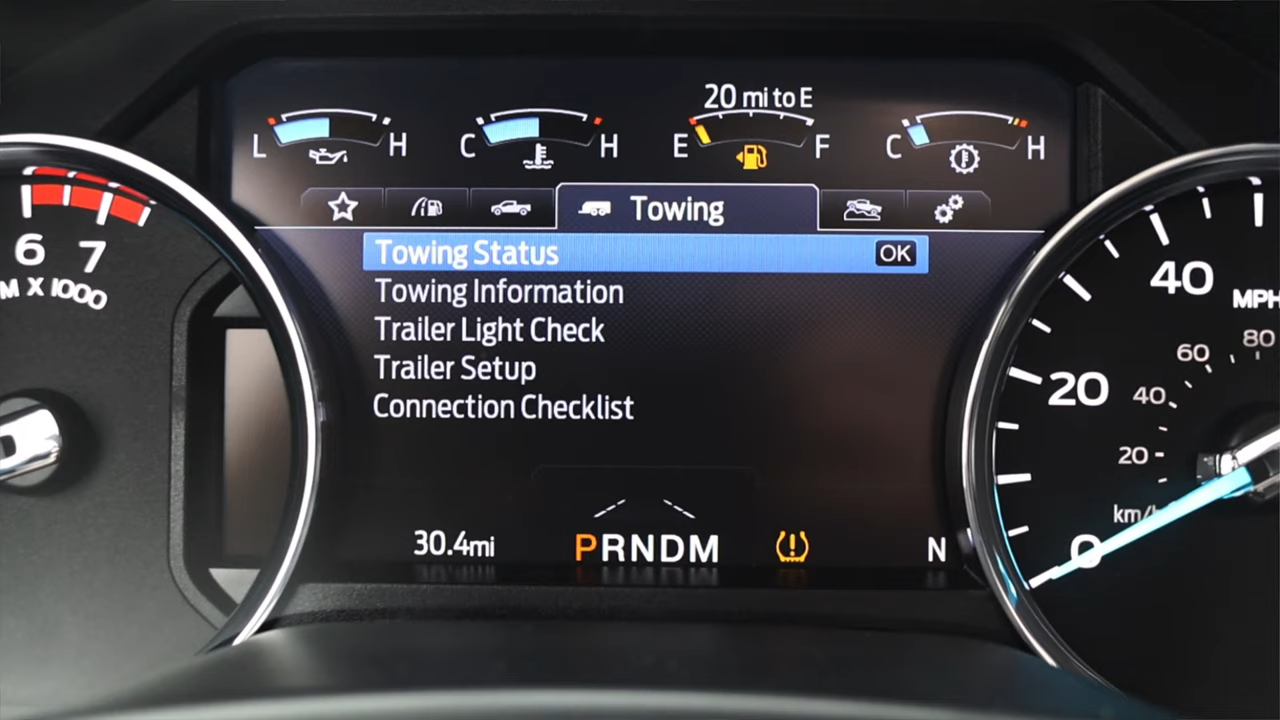 20 mi to E
L H C H E F C H
Towing
Towing Status OK
Towing Information
Trailer Light Check
Trailer Setup
Connection Checklist
30.4mi PRNDM N
6 7
M X 1000
40
MPH
80
60
20 40
20
km/h
0